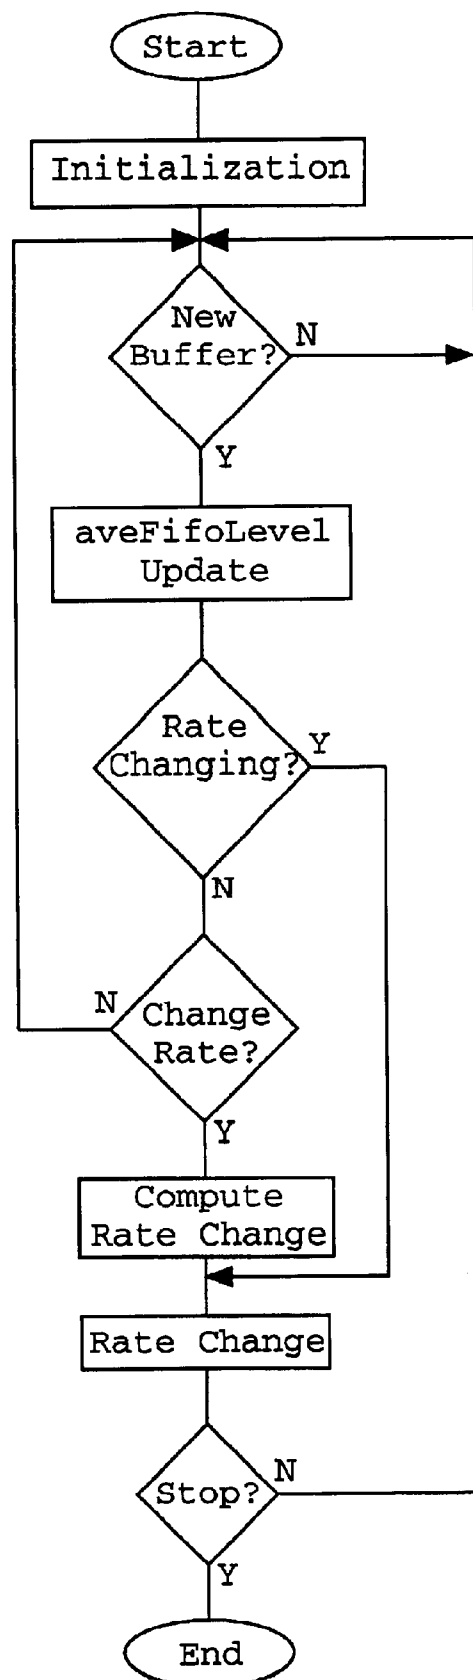 Start
Initialization
New
Buffer?
N
Y
aveFifoLevel
Update
Rate
Changing?
Y
N
N
Change
Rate?
Y
Compute
Rate Change
Rate Change
Stop?
N
Y
End